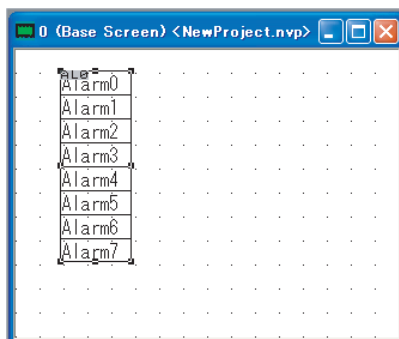 0 (Base Screen) <NewProject.nvp>
AL0
Alarm0
Alarm1
Alarm2
Alarm3
Alarm4
Alarm5
Alarm6
Alarm7